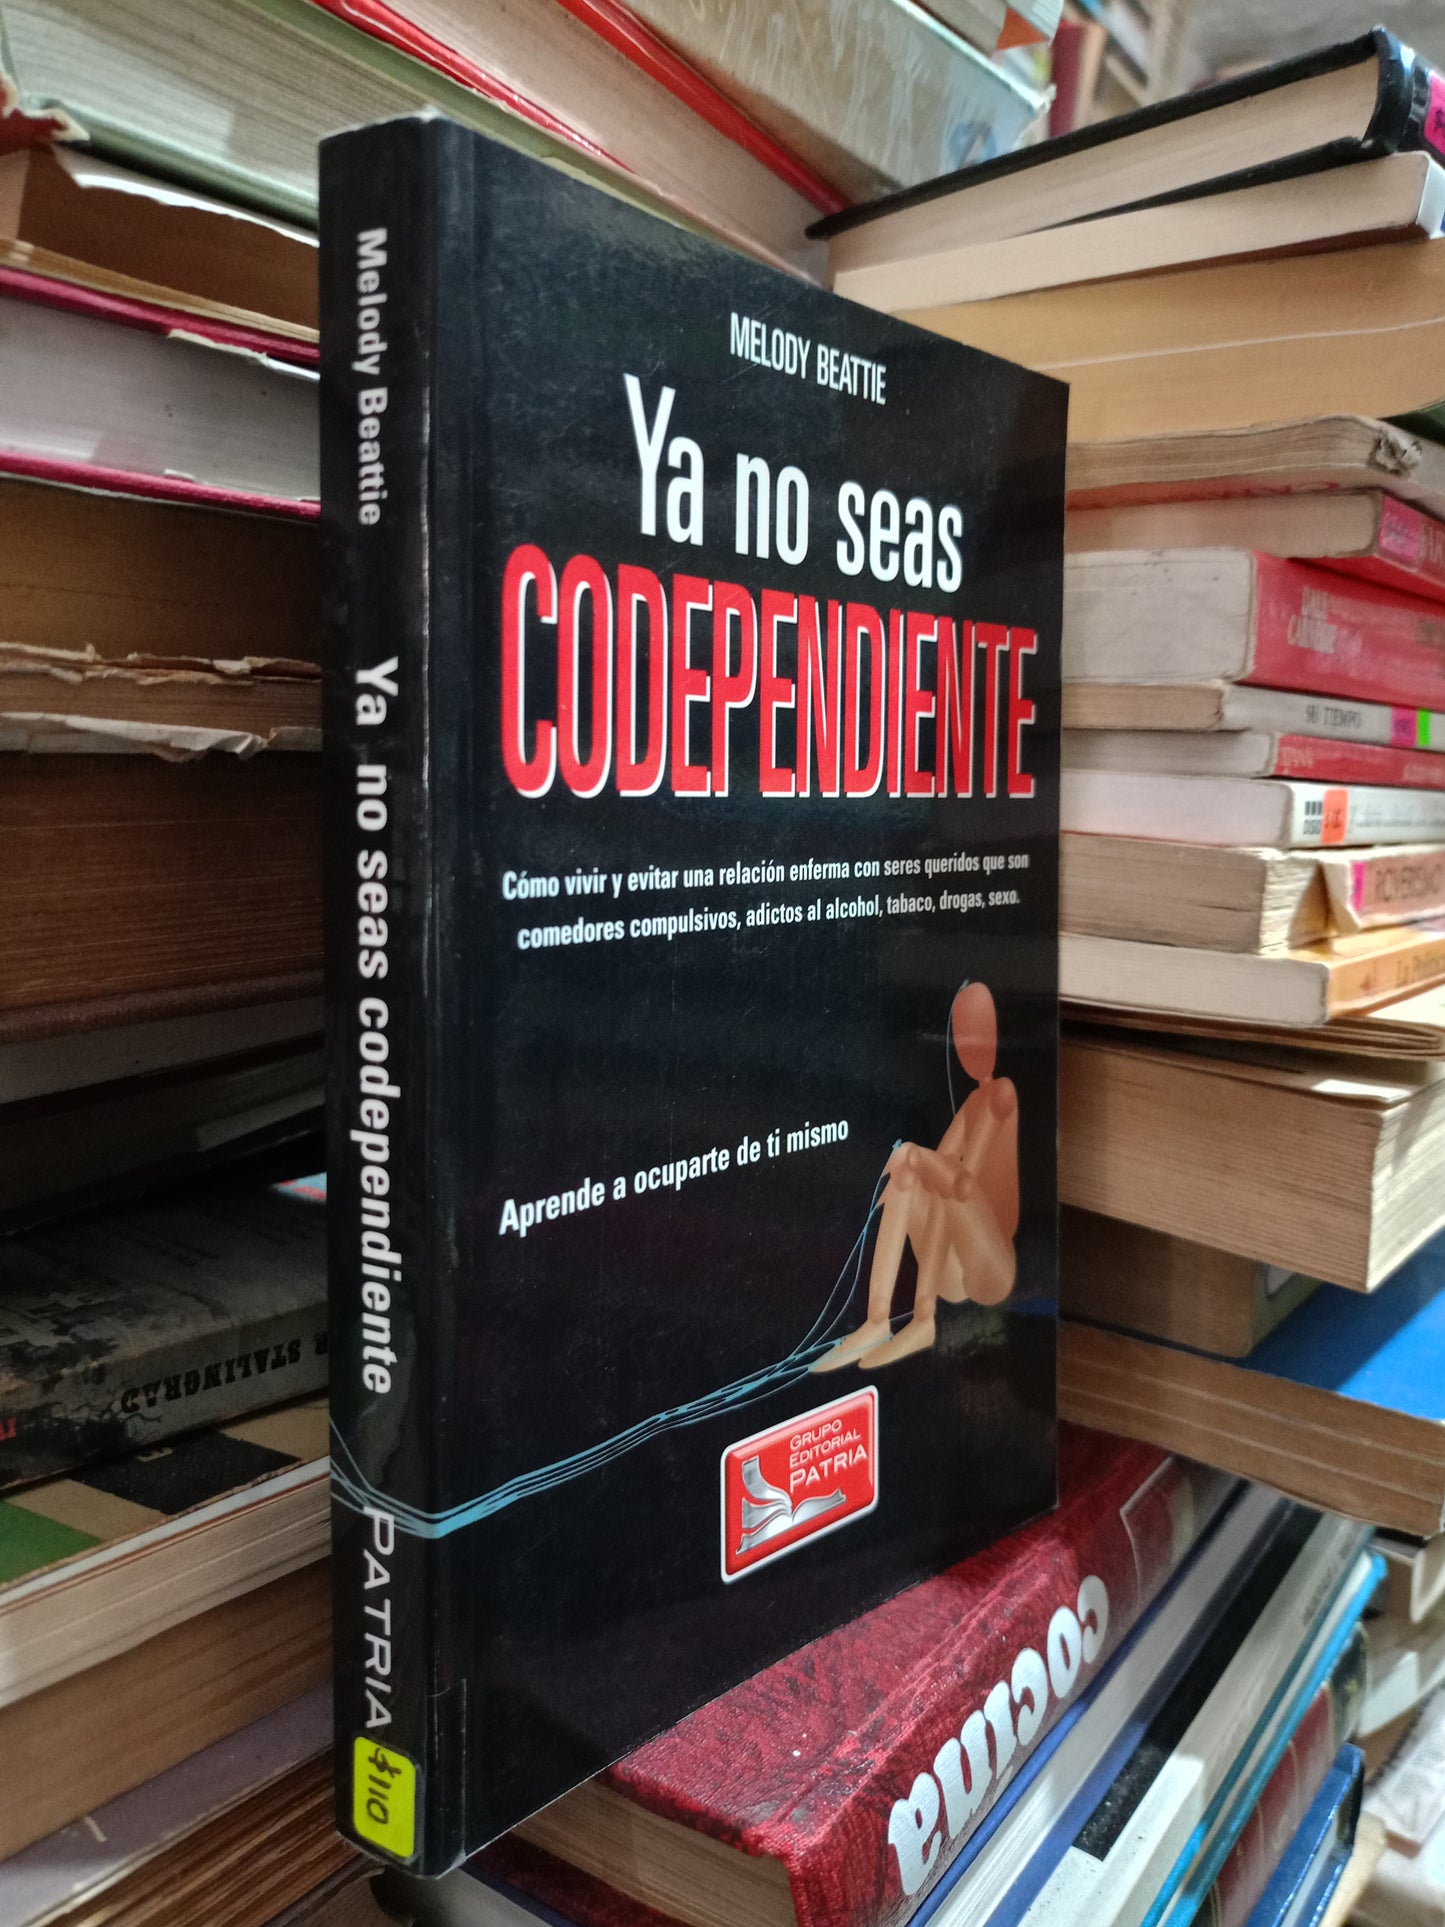 Melody Beattie Ya no seas codependiente PATRIA
$110
MELODY BEATTIE
Ya no seas
CODEPENDIENTE
Cómo vivir y evitar una relación enferma con seres queridos que son
comedores compulsivos, adictos al alcohol, tabaco, drogas, sexo.
Aprende a ocuparte de ti mismo
GRUPO
EDITORIAL
PATRIA
STALINGRAD
SU TIEMPO
cocina